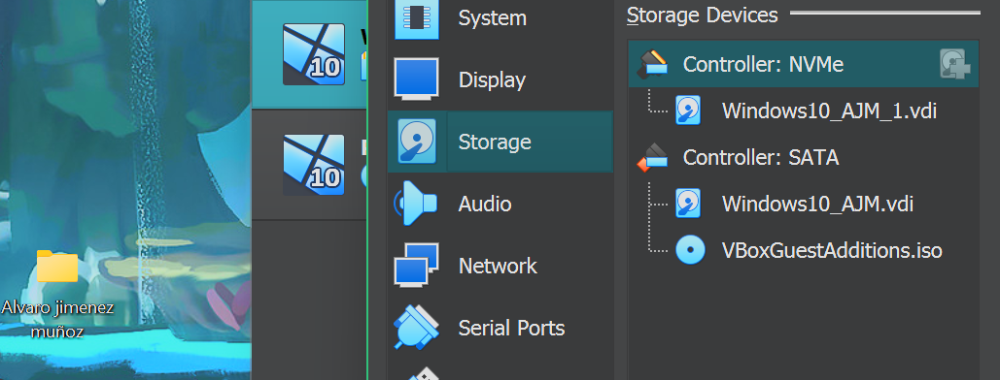 Alvaro jimenez
muñoz
10
10
System
Display
Storage
Audio
Network
Serial Ports
Storage Devices
Controller: NVMe
Windows10_AJM_1.vdi
Controller: SATA
Windows10_AJM.vdi
VBoxGuestAdditions.iso